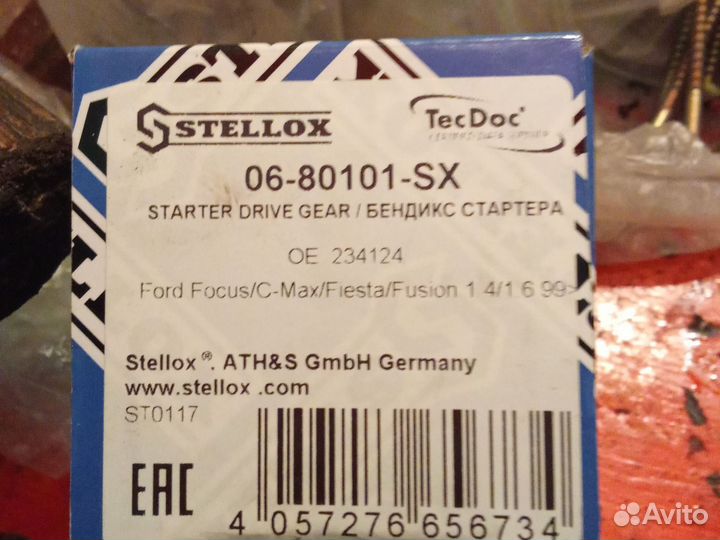 STELLOX
TecDoc
06-80101-SX
STARTER DRIVE GEAR / БЕНДИКС СТАРТЕРА
OE 234124
Ford Focus/C-Max/Fiesta/Fusion 1.4/1.6 99>
Stellox®. ATH&S GmbH Germany
www.stellox.com
ST0117
EAC
4 057276 656734
Avito